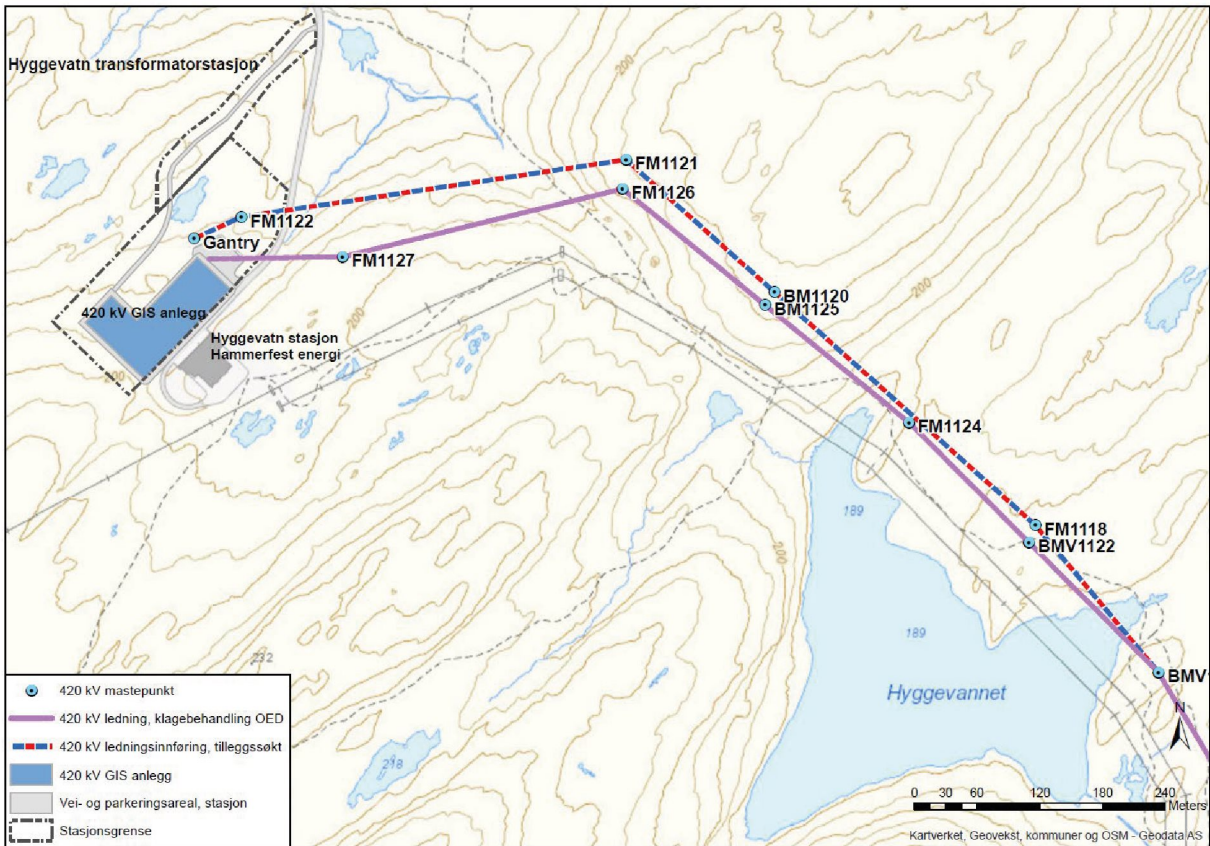 Hyggevatn transformatorstasjon
200
FM1121
FM1126
FM1122
Gantry
FM1127
200
BM1120
BM1125
420 kV GIS anlegg
200
Hyggevatn stasjon
Hammerfest energi
200
FM1124
189
FM1118
BMV1122
200
189
232
BMV1
Hyggevannet
N
218
420 kV mastepunkt
420 kV ledning, klagebehandling OED
420 kV ledningsinnføring, tilleggssøkt
420 kV GIS anlegg
Vei- og parkeringsareal, stasjon
Stasjonsgrense
0 30 60 120 180 240
Meters
Kartverket, Geovekst, kommuner og OSM - Geodata AS